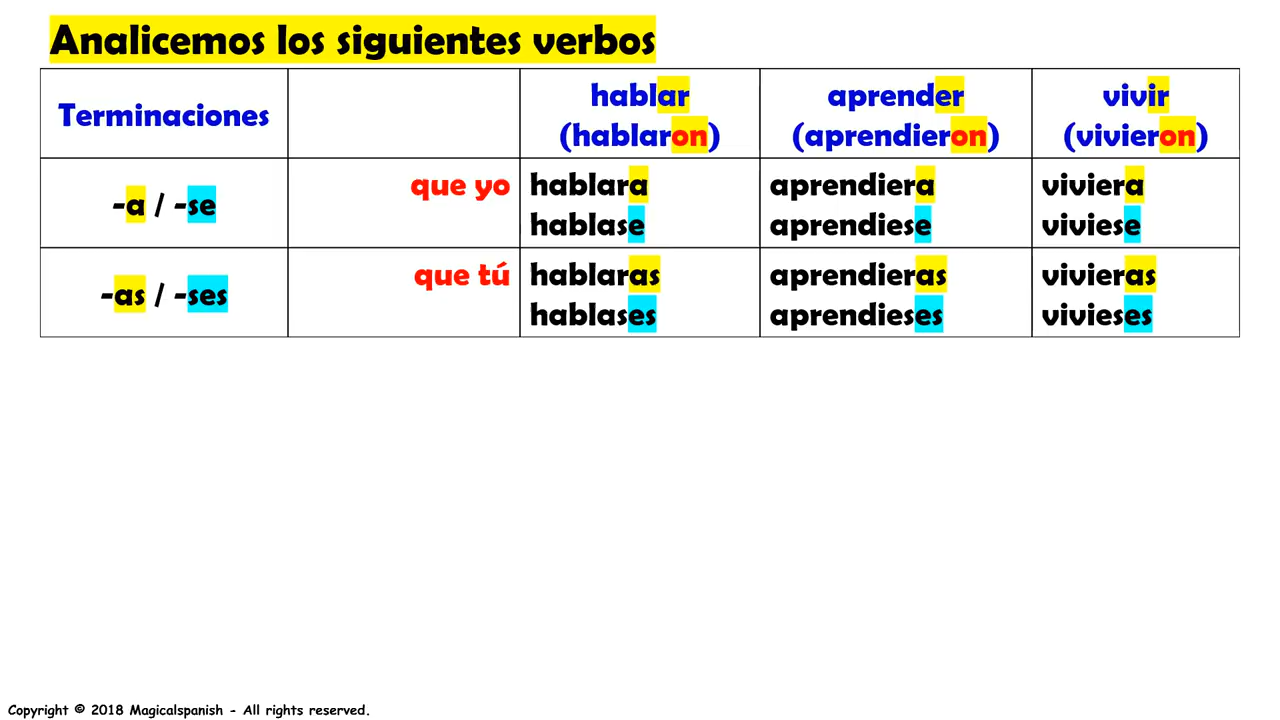 Analicemos los siguientes verbos
Terminaciones
hablar
(hablaron)
aprender
(aprendieron)
vivir
(vivieron)
-a / -se
que yo
hablara
hablase
aprendiera
aprendiese
viviera
viviese
-as / -ses
que tú
hablaras
hablases
aprendieras
aprendieses
vivieras
vivieses
Copyright © 2018 Magicalspanish - All rights reserved.